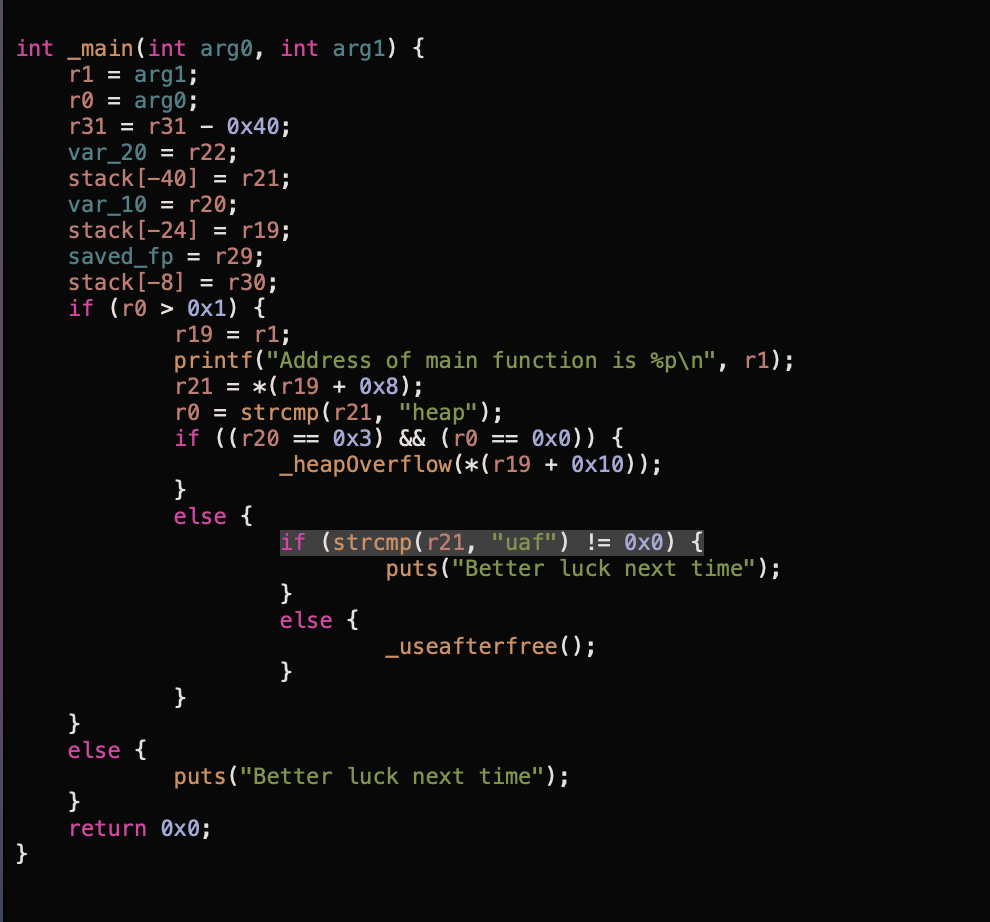 int _main(int arg0, int arg1) {
    r1 = arg1;
    r0 = arg0;
    r31 = r31 - 0x40;
    var_20 = r22;
    stack[-40] = r21;
    var_10 = r20;
    stack[-24] = r19;
    saved_fp = r29;
    stack[-8] = r30;
    if (r0 > 0x1) {
            r19 = r1;
            printf("Address of main function is %p\n", r1);
            r21 = *(r19 + 0x8);
            r0 = strcmp(r21, "heap");
            if ((r20 == 0x3) && (r0 == 0x0)) {
                    _heapOverflow(*(r19 + 0x10));
            }
            else {
                    if (strcmp(r21, "uaf") != 0x0) {
                            puts("Better luck next time");
                    }
                    else {
                            _useafterfree();
                    }
            }
    }
    else {
            puts("Better luck next time");
    }
    return 0x0;
}